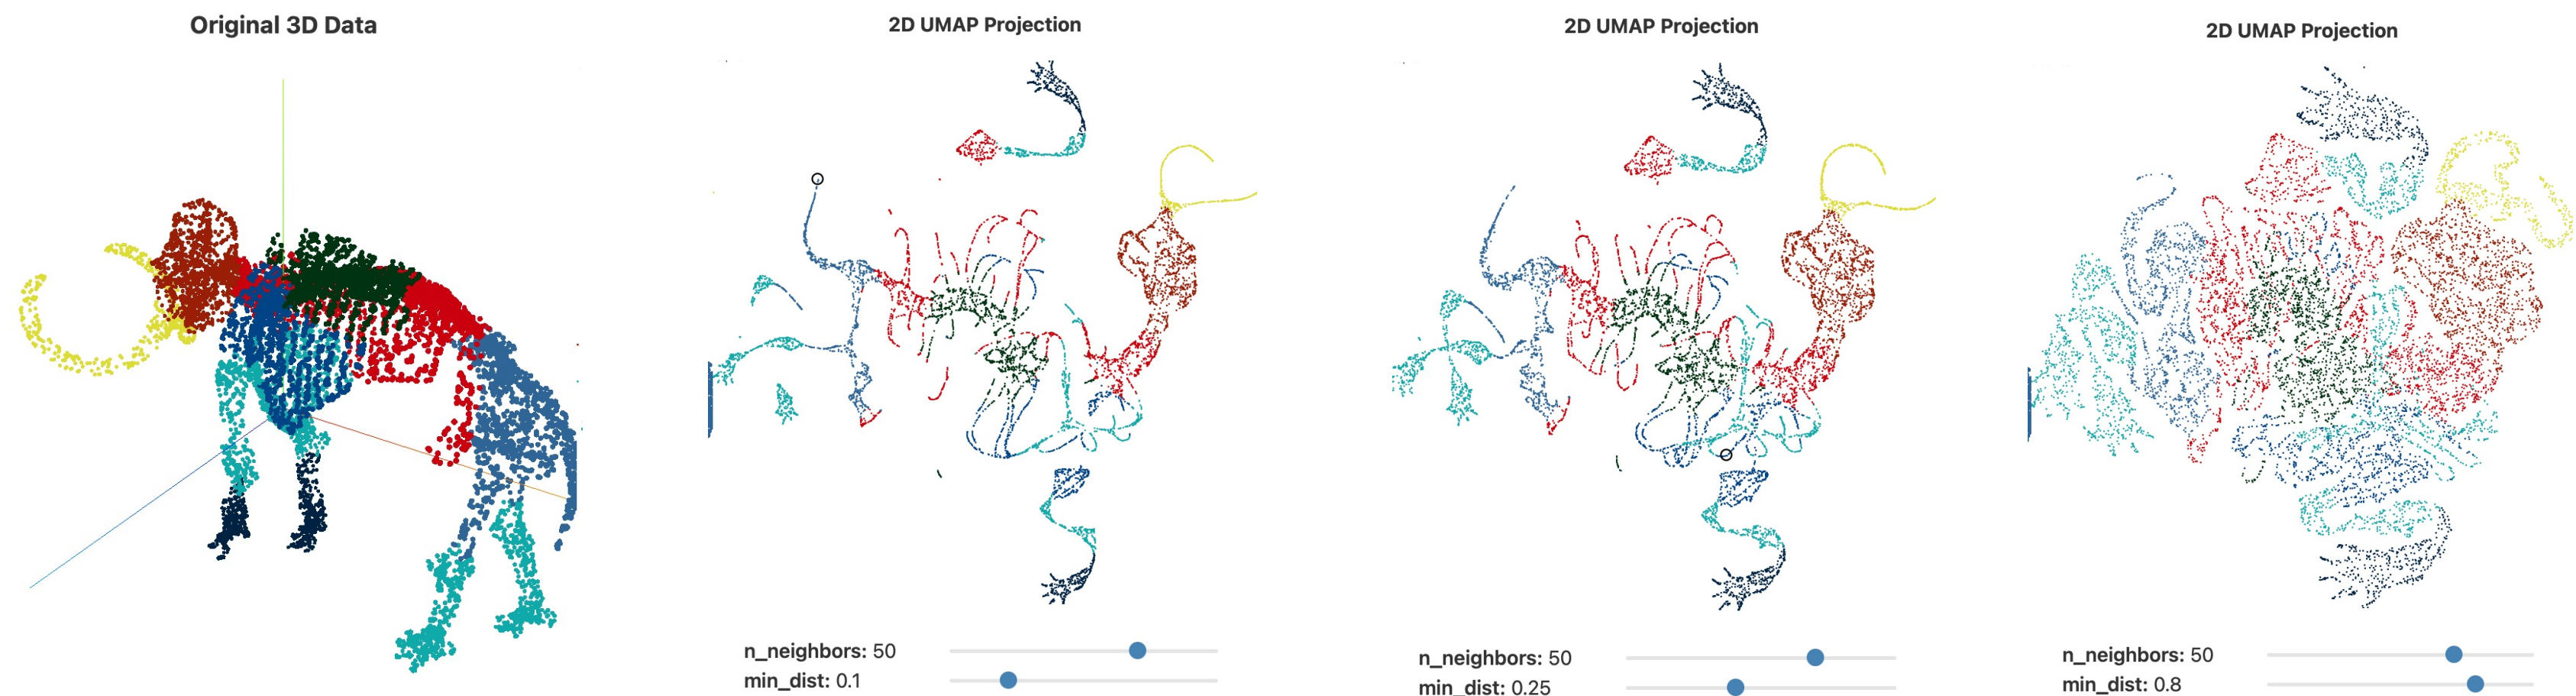 Original 3D Data
2D UMAP Projection
n_neighbors: 50
min_dist: 0.1
2D UMAP Projection
n_neighbors: 50
min_dist: 0.25
2D UMAP Projection
n_neighbors: 50
min_dist: 0.8